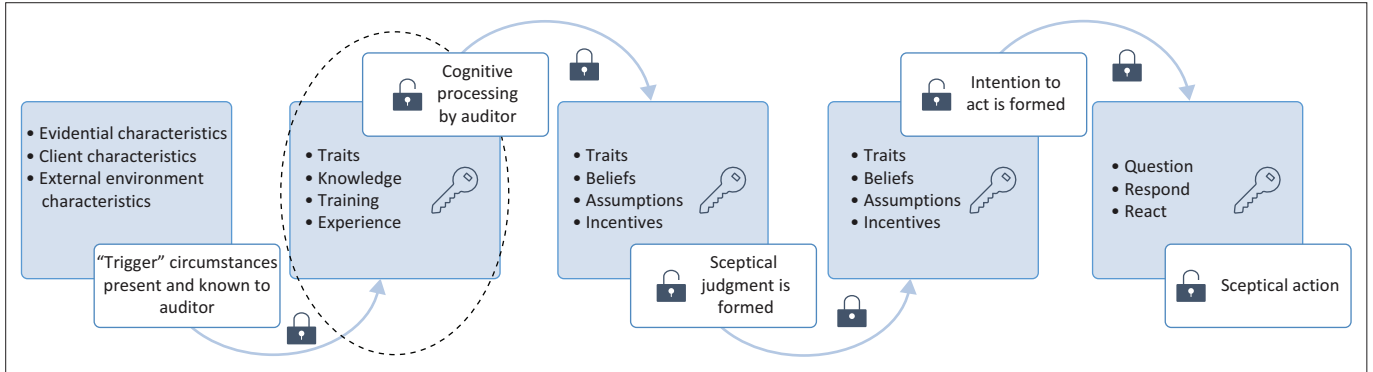 • Evidential characteristics
• Client characteristics
• External environment
characteristics
“Trigger” circumstances
present and known to
auditor
Cognitive
processing
by auditor
• Traits
• Knowledge
• Training
• Experience
• Traits
• Beliefs
• Assumptions
• Incentives
Sceptical
judgment is
formed
Intention to
act is formed
• Traits
• Beliefs
• Assumptions
• Incentives
• Question
• Respond
• React
Sceptical action